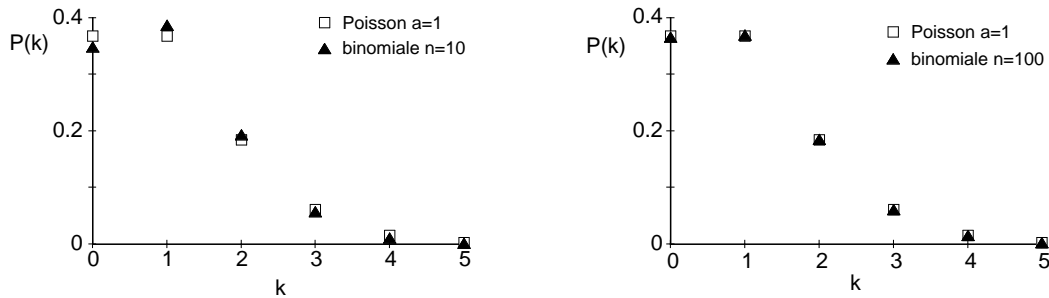 0.4
P(k)
Poisson a=1
binomiale n=10
0.2
0
0 1 2 3 4 5
k
0.4
P(k)
Poisson a=1
binomiale n=100
0.2
0
0 1 2 3 4 5
k